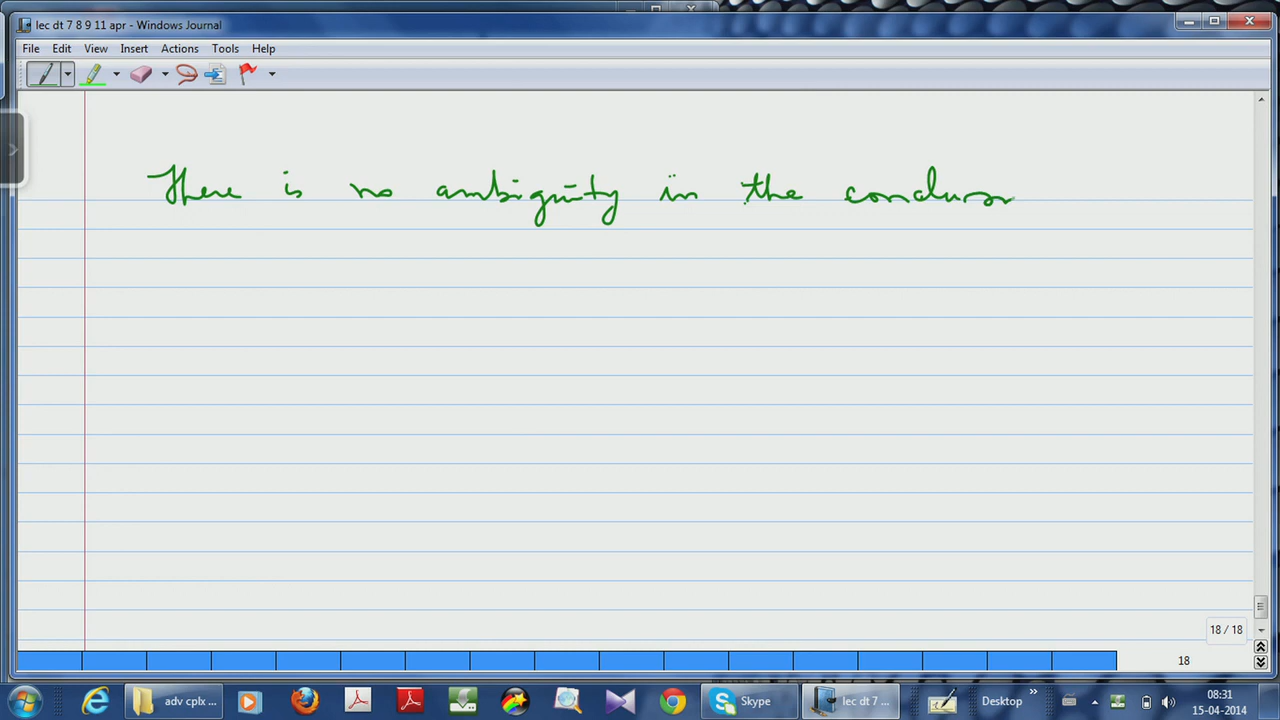 lec dt 7 8 9 11 apr - Windows Journal
File Edit View Insert Actions Tools Help
There is no ambiguity in the
18 / 18
18
adv cplx ...
Skype
lec dt 7 ...
Desktop
08:31
15-04-2014